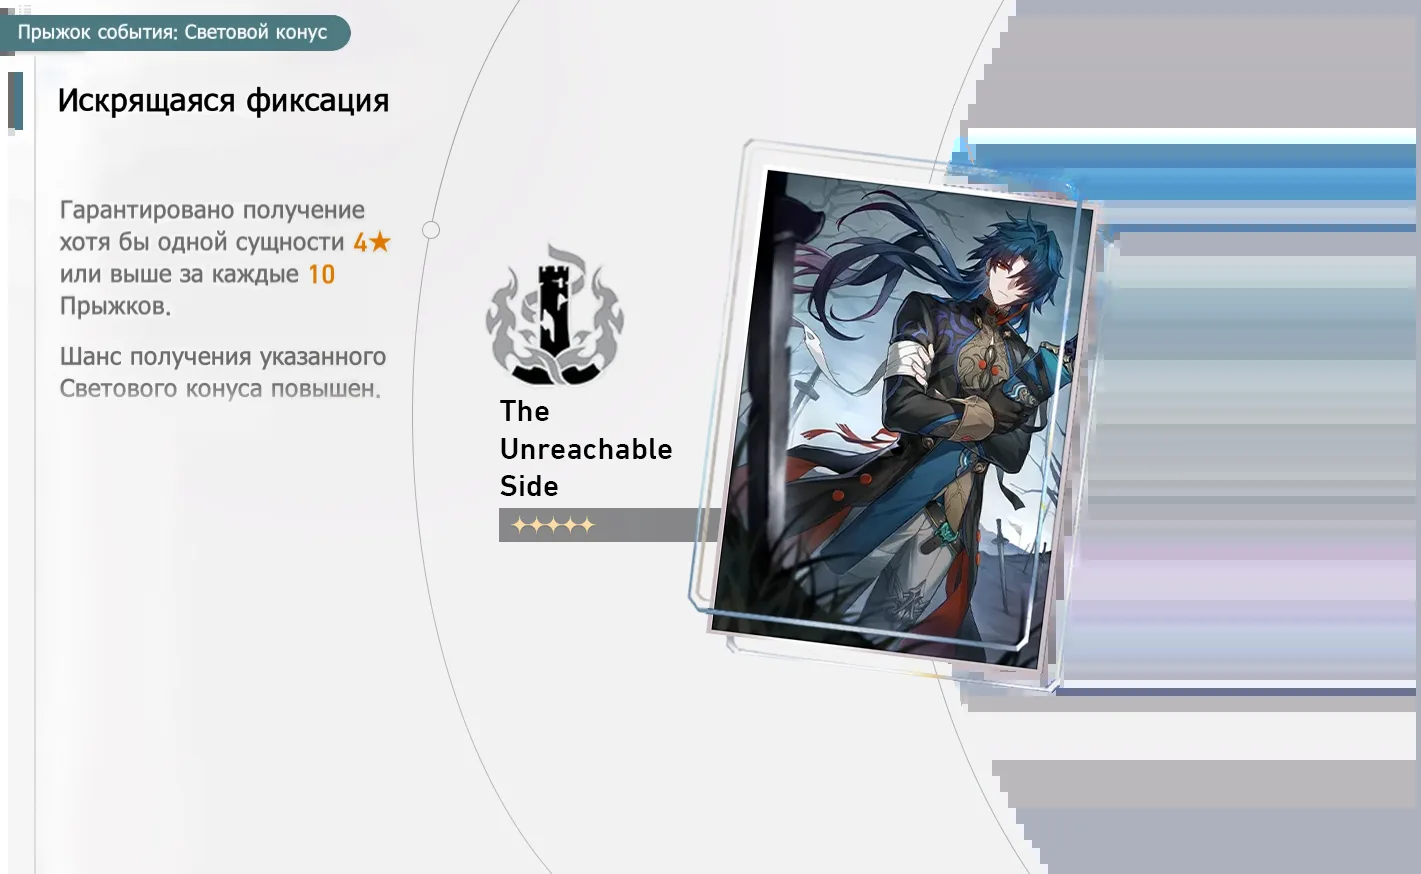 Прыжок события: Световой конус
Искрящаяся фиксация
Гарантировано получение
хотя бы одной сущности 4★
или выше за каждые 10
Прыжков.
Шанс получения указанного
Светового конуса повышен.
The
Unreachable
Side